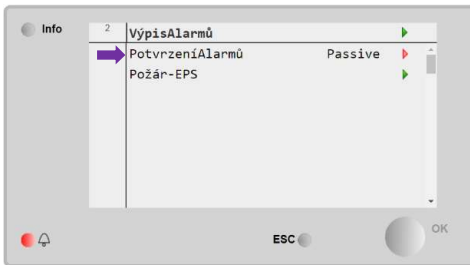 Info
2 VýpisAlarmů
PotvrzeníAlarmů Passive
Požár-EPS
ESC
OK